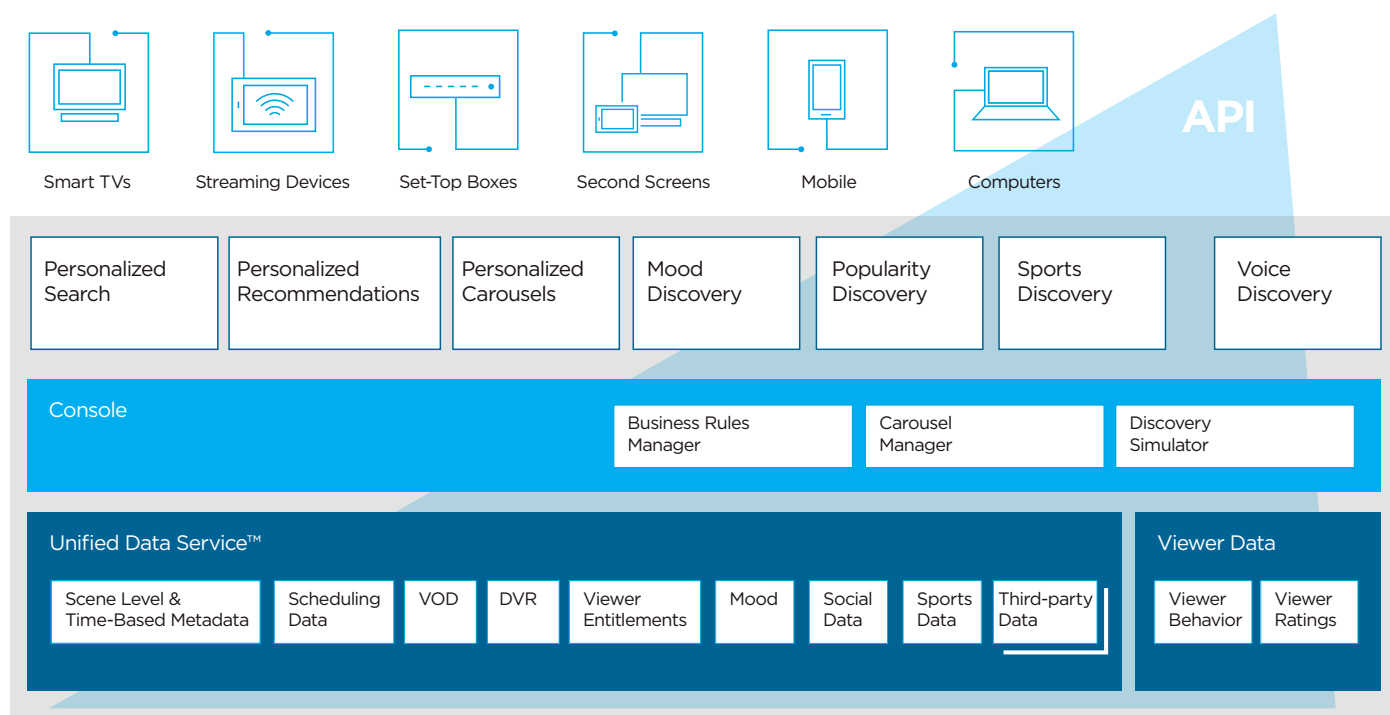 API
Smart TVs
Streaming Devices
Set-Top Boxes
Second Screens
Mobile
Computers
Personalized
Search
Personalized
Recommendations
Personalized
Carousels
Mood
Discovery
Popularity
Discovery
Sports
Discovery
Voice
Discovery
Console
Business Rules
Manager
Carousel
Manager
Discovery
Simulator
Unified Data Service™
Scene Level &
Time-Based Metadata
Scheduling
Data
VOD
DVR
Viewer
Entitlements
Mood
Social
Data
Sports
Data
Third-party
Data
Viewer Data
Viewer
Behavior
Viewer
Ratings